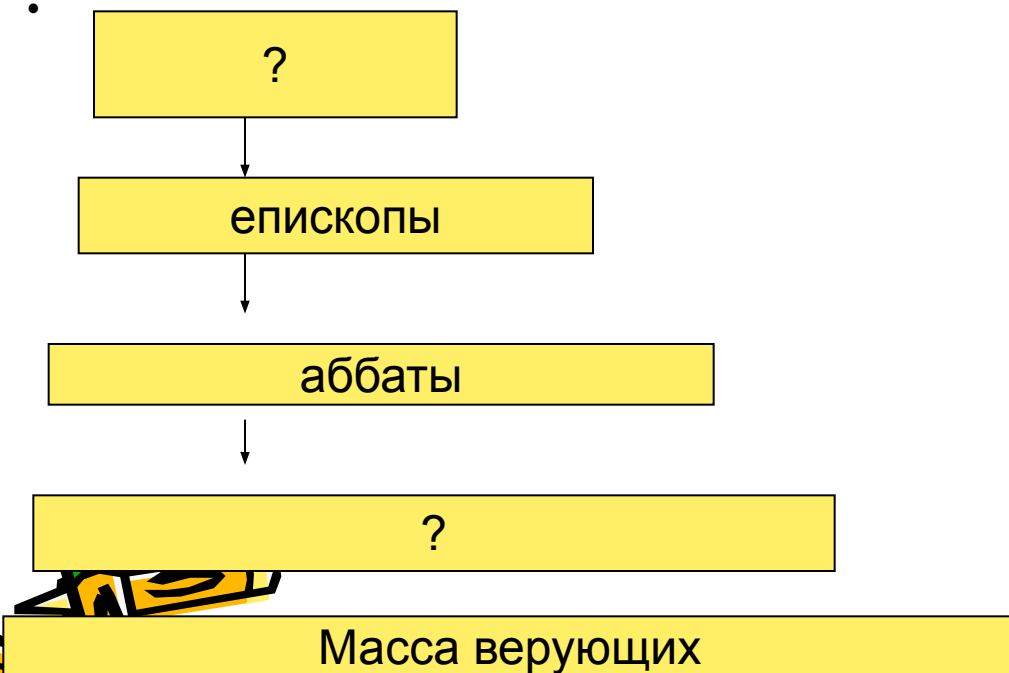 ?
епископы
аббаты
?
Масса верующих